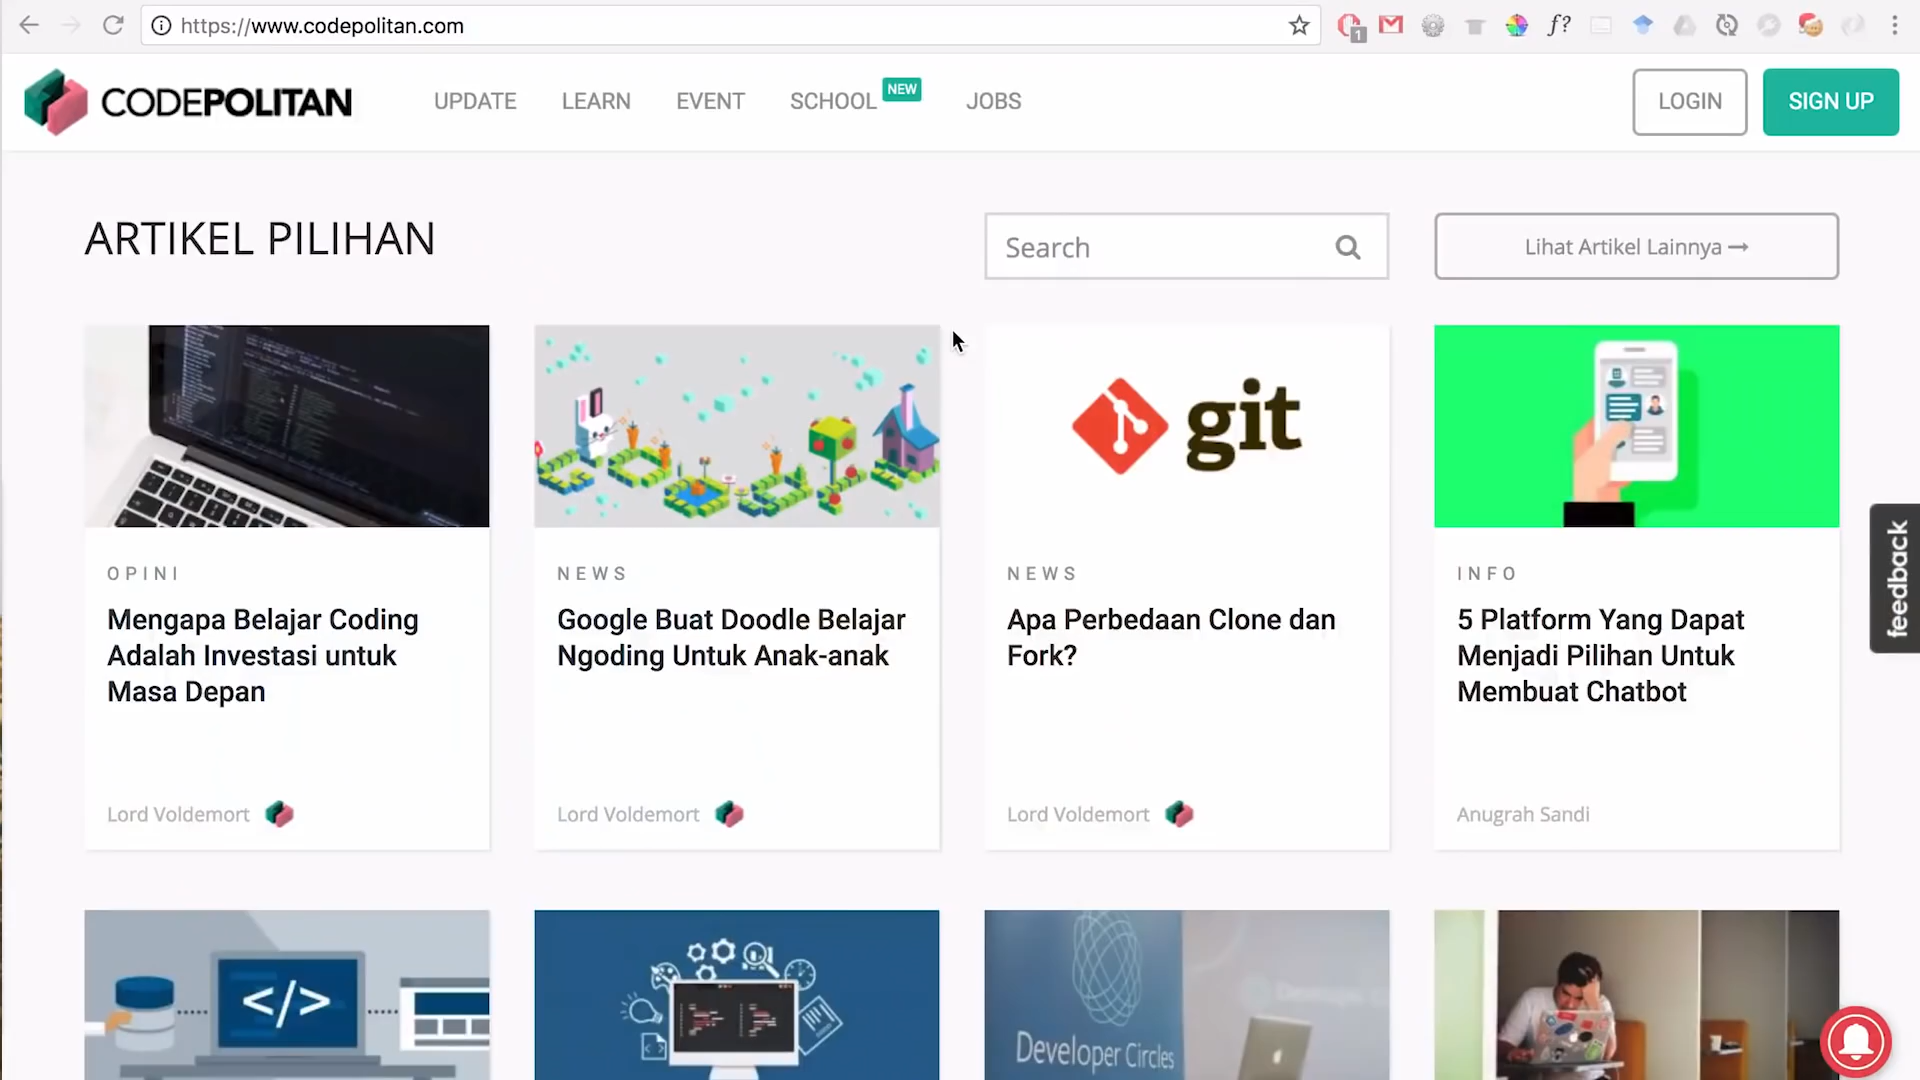 https://www.codepolitan.com
1
f?
CODEPOLITAN
UPDATE
LEARN
EVENT
SCHOOL
NEW
JOBS
LOGIN
SIGN UP
ARTIKEL PILIHAN
Search
Lihat Artikel Lainnya →
git
OPINI
Mengapa Belajar Coding
Adalah Investasi untuk
Masa Depan
Lord Voldemort
NEWS
Google Buat Doodle Belajar
Ngoding Untuk Anak-anak
Lord Voldemort
NEWS
Apa Perbedaan Clone dan
Fork?
Lord Voldemort
INFO
5 Platform Yang Dapat
Menjadi Pilihan Untuk
Membuat Chatbot
Anugrah Sandi
feedback
</>
Developer Circles